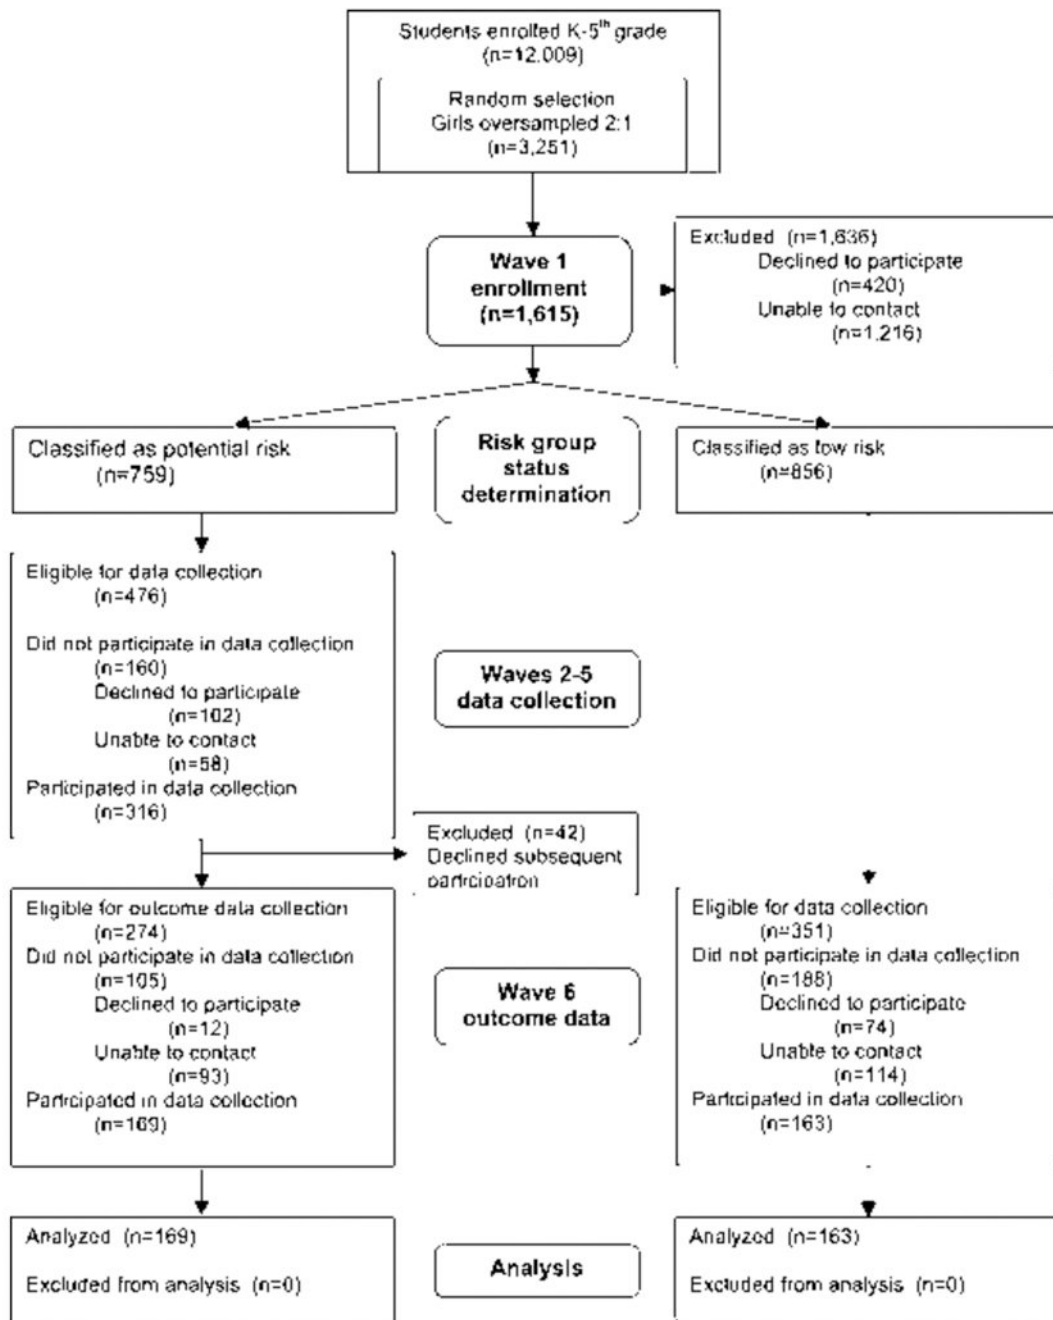 Students enrolled K-5th grade
(n=12.009)
Random selection
Girls oversampled 2:1
(n=3,251)
Wave 1
enrollment
(n=1,615)
Excluded (n=1,636)
Declined to participate
(n=420)
Unable to contact
(n=1.216)
Classified as potential risk
(n=759)
Risk group
status
determination
Classified as low risk
(n=856)
Eligible for data collection
(n=476)
Did not participate in data collection
(n=160)
Declined to participate
(n=102)
Unable to contact
(n=58)
Participated in data collection
(n=316)
Waves 2-5
data collection
Excluded (n=42)
Declined subsequent
participation
Eligible for outcome data collection
(n=274)
Did not participate in data collection
(n=105)
Declined to participate
(n=12)
Unable to contact
(n=93)
Participated in data collection
(n=169)
Wave 6
outcome data
Eligible for data collection
(n=351)
Did not participate in data collection
(n=188)
Declined to participate
(n=74)
Unable to contact
(n=114)
Participated in data collection
(n=163)
Analyzed (n=169)
Excluded from analysis (n=0)
Analysis
Analyzed (n=163)
Excluded from analysis (n=0)